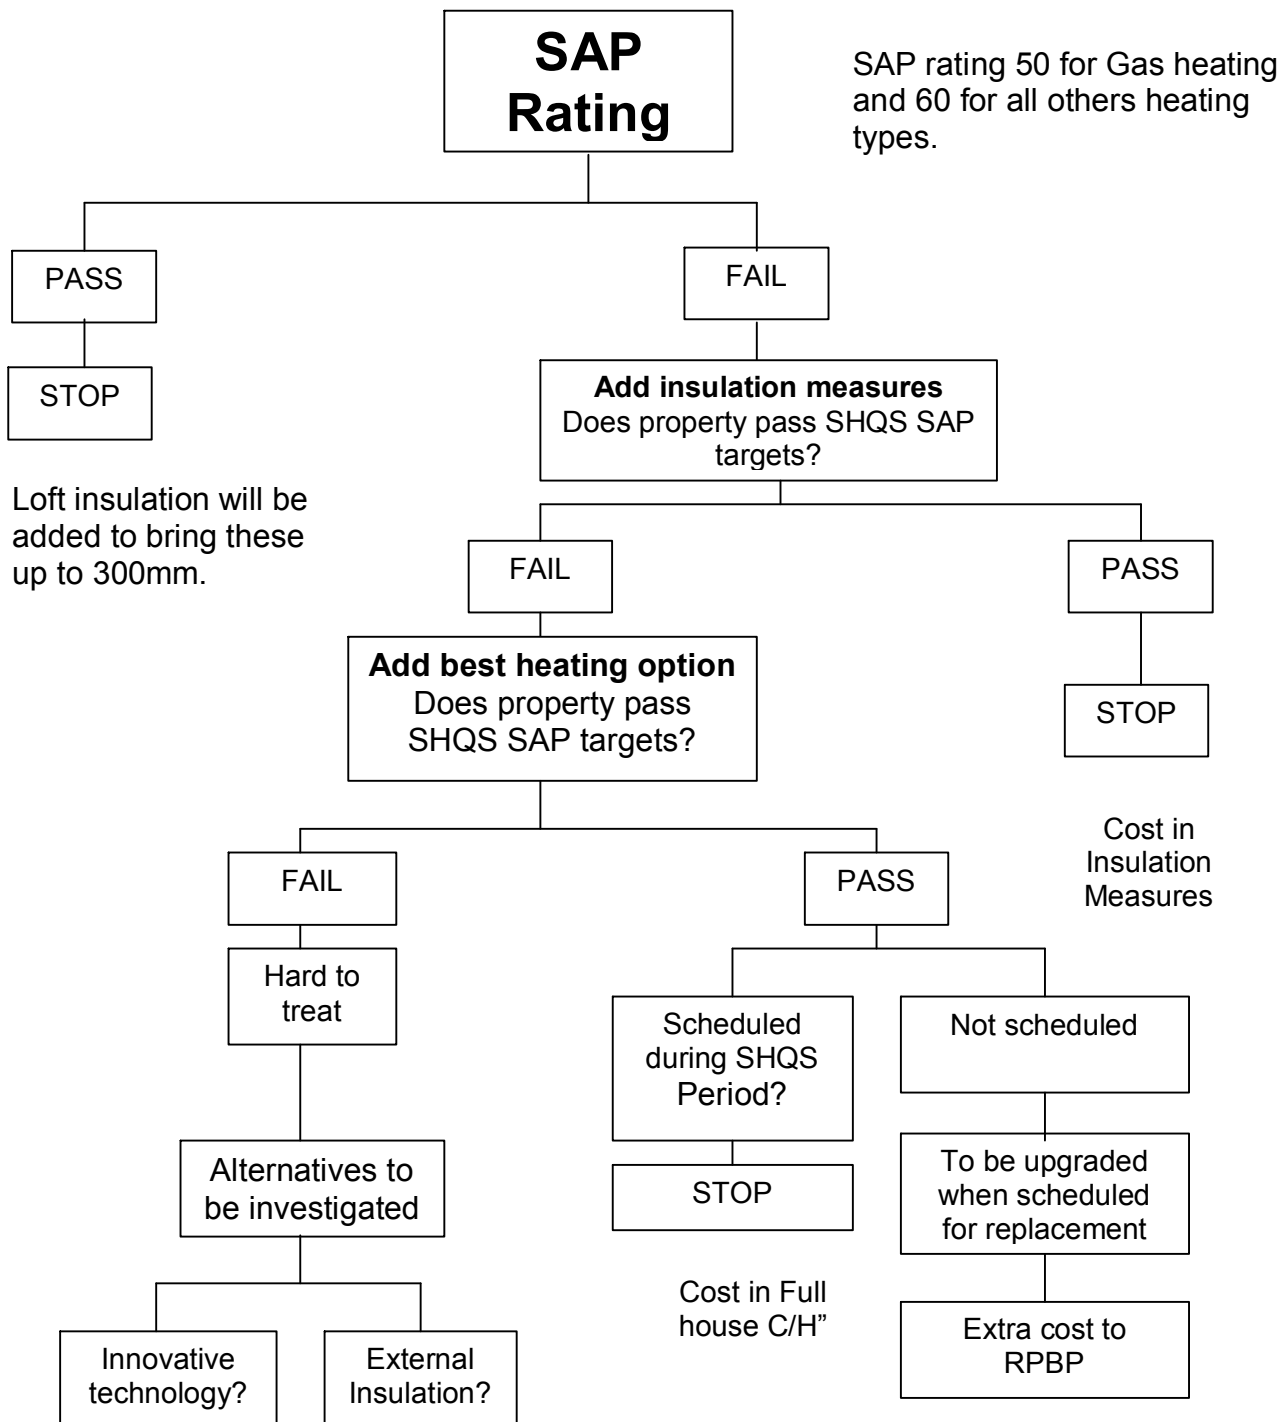 SAP
Rating
SAP rating 50 for Gas heating
and 60 for all others heating
types.
PASS
FAIL
STOP
Add insulation measures
Does property pass SHQS SAP
targets?
Loft insulation will be
added to bring these
up to 300mm.
FAIL
PASS
Add best heating option
Does property pass
SHQS SAP targets?
STOP
Cost in
Insulation
Measures
FAIL
PASS
Hard to
treat
Scheduled
during SHQS
Period?
Not scheduled
Alternatives to
be investigated
STOP
To be upgraded
when scheduled
for replacement
Cost in Full
house C/H”
Extra cost to
RPBP
Innovative
technology?
External
Insulation?